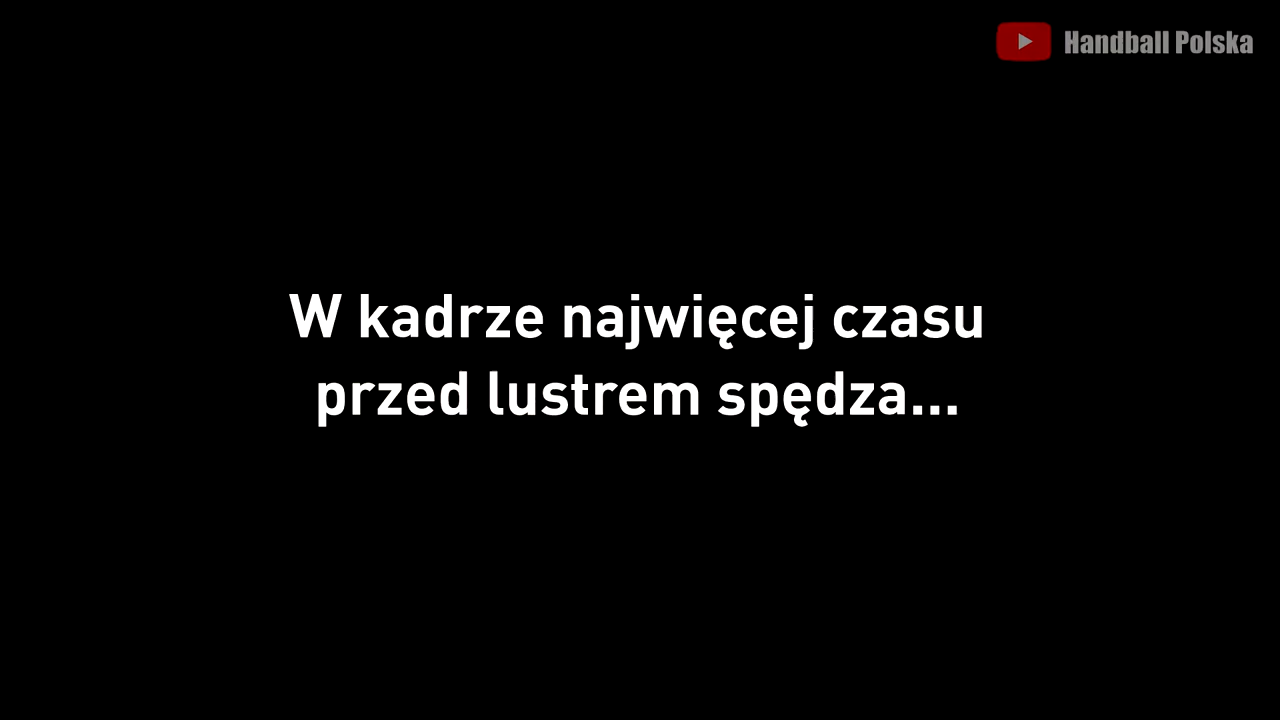 Handball Polska
W kadrze najwięcej czasu
przed lustrem spędza...